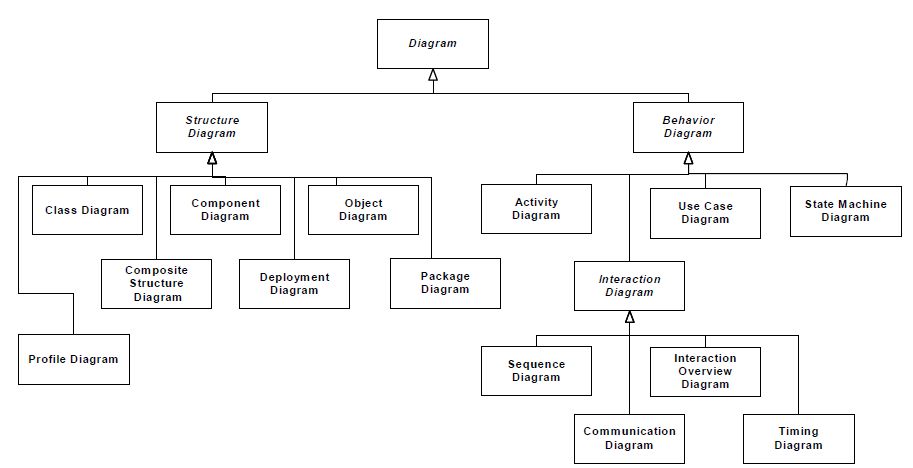 Diagram
Structure
Diagram
Behavior
Diagram
Class Diagram
Component
Diagram
Object
Diagram
Activity
Diagram
Use Case
Diagram
State Machine
Diagram
Composite
Structure
Diagram
Deployment
Diagram
Package
Diagram
Interaction
Diagram
Profile Diagram
Sequence
Diagram
Interaction
Overview
Diagram
Communication
Diagram
Timing
Diagram